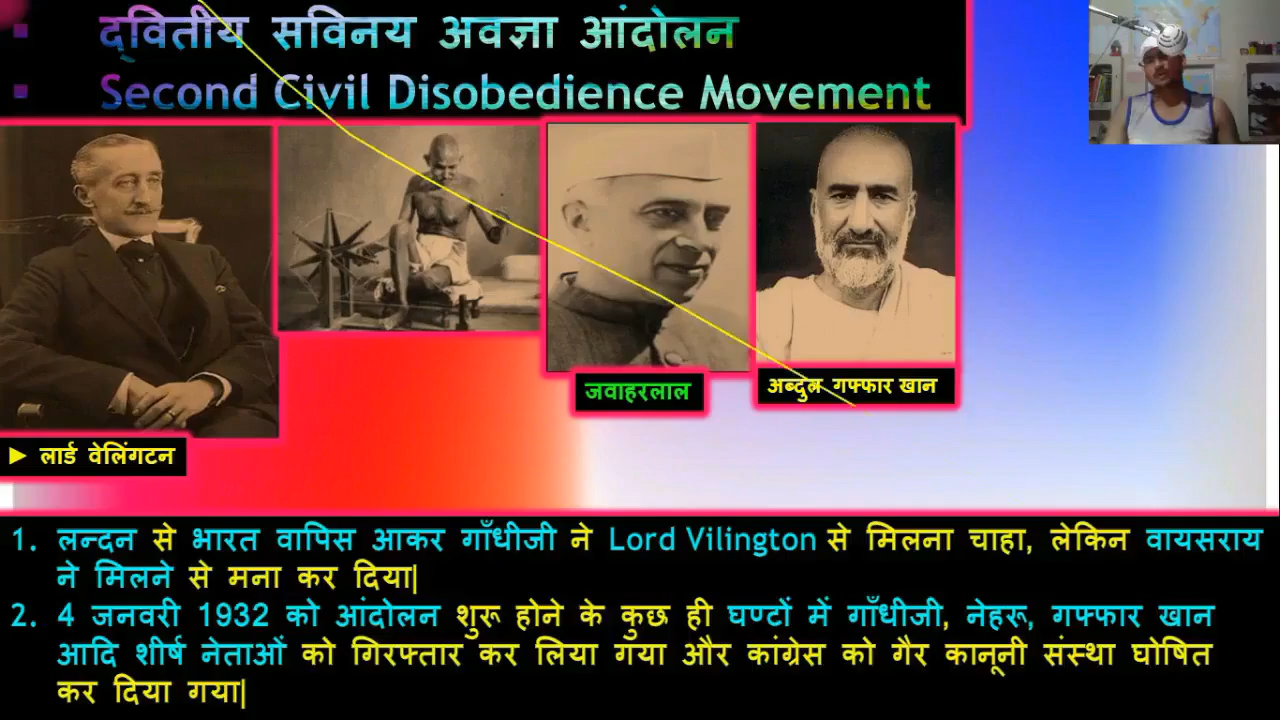 ▪ द्वितीय सविनय अवज्ञा आंदोलन
▪ Second Civil Disobedience Movement
जवाहरलाल
अब्दुल गफ्फार खान
► लार्ड वेलिंगटन
1. लन्दन से भारत वापिस आकर गाँधीजी ने Lord Vilington से मिलना चाहा, लेकिन वायसराय
ने मिलने से मना कर दिया|
2. 4 जनवरी 1932 को आंदोलन शुरू होने के कुछ ही घण्टों में गाँधीजी, नेहरू, गफ्फार खान
आदि शीर्ष नेताओं को गिरफ्तार कर लिया गया और कांग्रेस को गैर कानूनी संस्था घोषित
कर दिया गया|